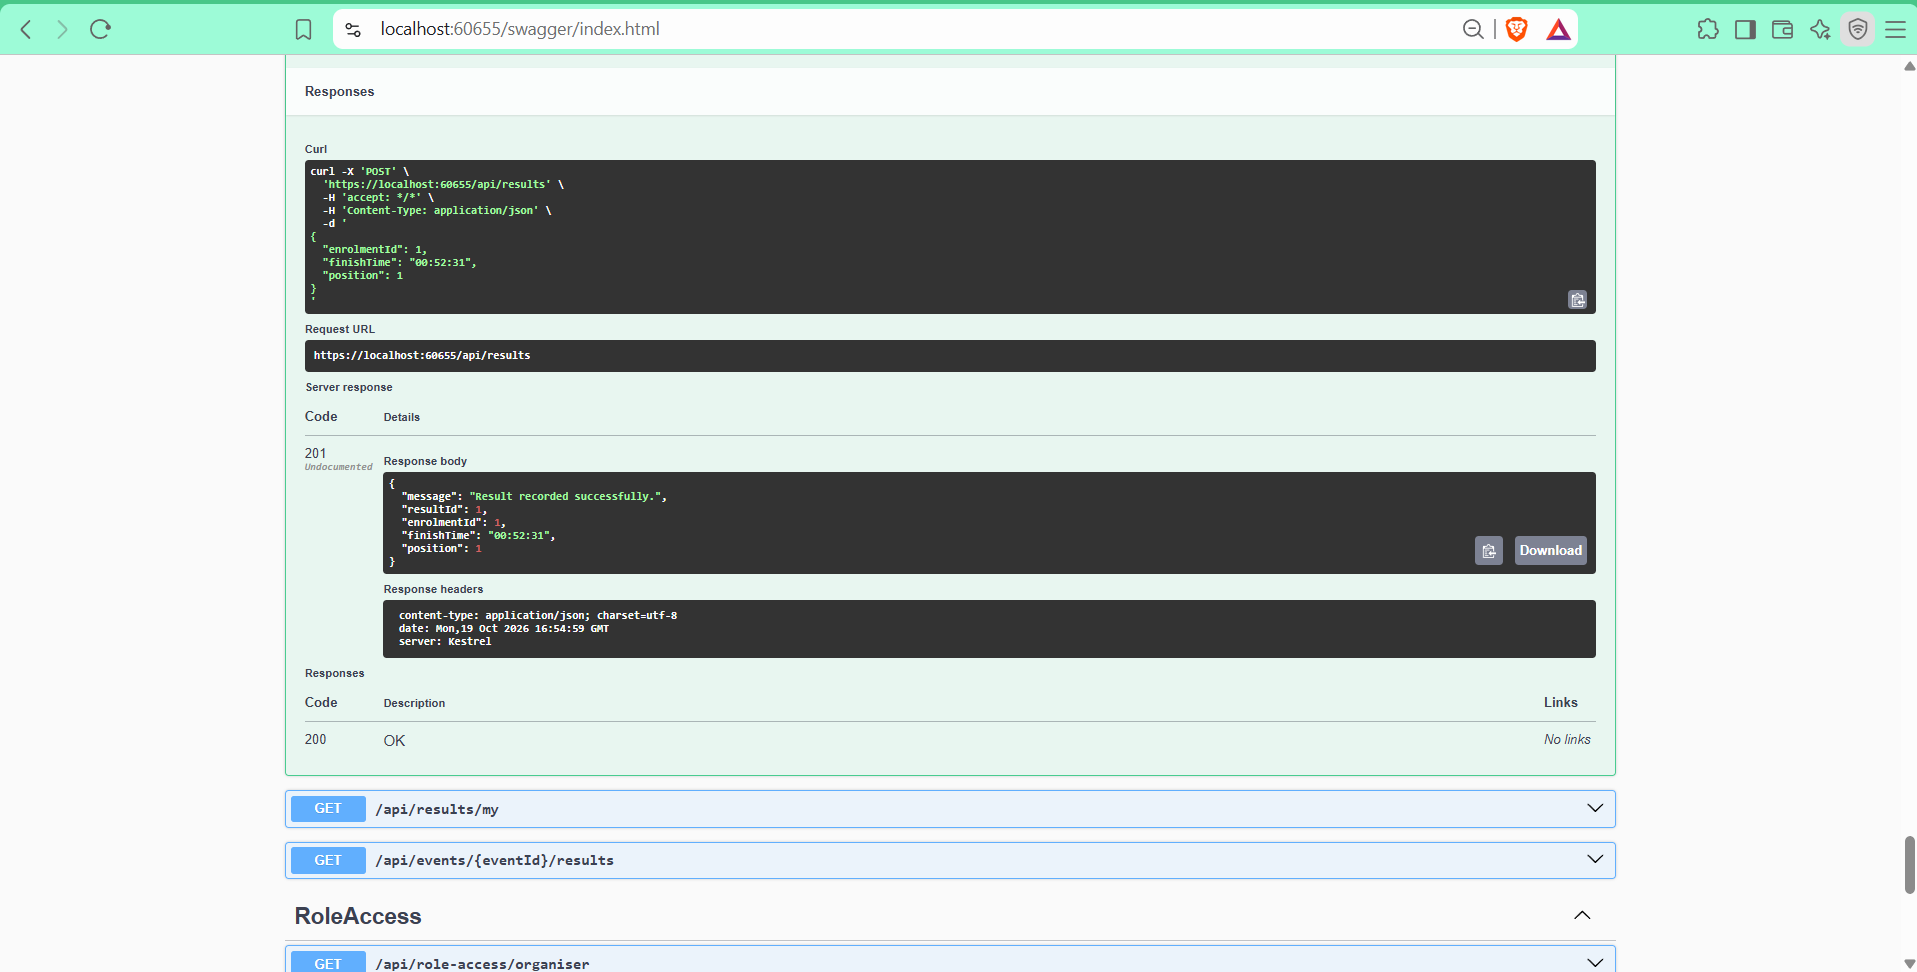 localhost:60655/swagger/index.html
Responses
Curl
curl -X 'POST' \
'https://localhost:60655/api/results' \
-H 'accept: */*' \
-H 'Content-Type: application/json' \
-d '
{
"enrolmentId": 1,
"finishTime": "00:52:31",
"position": 1
}
'
Request URL
https://localhost:60655/api/results
Server response
Code Details
201
Undocumented
Response body
{
"message": "Result recorded successfully.",
"resultId": 1,
"enrolmentId": 1,
"finishTime": "00:52:31",
"position": 1
}
Download
Response headers
content-type: application/json; charset=utf-8
date: Mon,19 Oct 2026 16:54:59 GMT
server: Kestrel
Responses
Code Description Links
200 OK No links
GET /api/results/my
GET /api/events/{eventId}/results
RoleAccess
GET /api/role-access/organiser